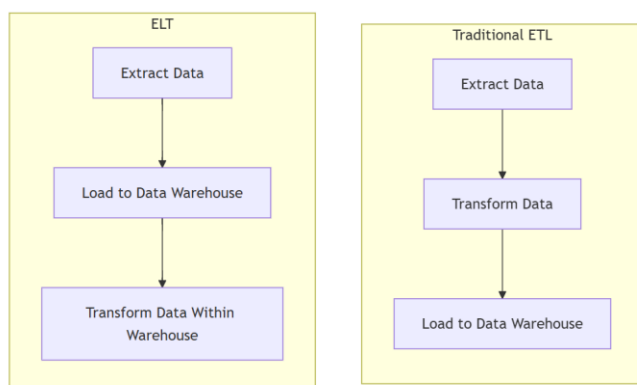 ELT
Extract Data
Load to Data Warehouse
Transform Data Within
Warehouse
Traditional ETL
Extract Data
Transform Data
Load to Data Warehouse